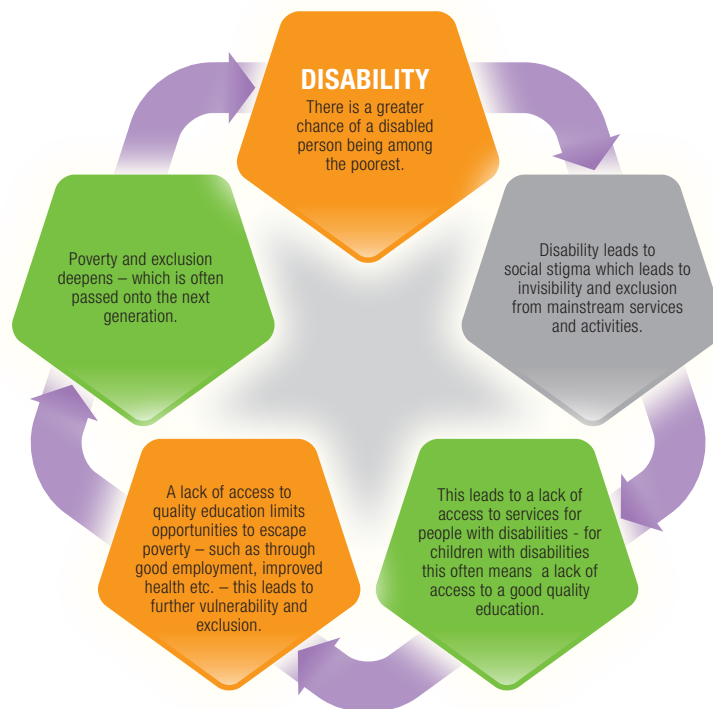 DISABILITY
There is a greater
chance of a disabled
person being among
the poorest.
Disability leads to
social stigma which leads to
invisibility and exclusion
from mainstream services
and activities.
This leads to a lack of
access to services for
people with disabilities - for
children with disabilities
this often means  a lack of
access to a good quality
education.
A lack of access to
quality education limits
opportunities to escape
poverty – such as through
good employment, improved
health etc. – this leads to
further vulnerability and
exclusion.
Poverty and exclusion
deepens – which is often
passed onto the next
generation.